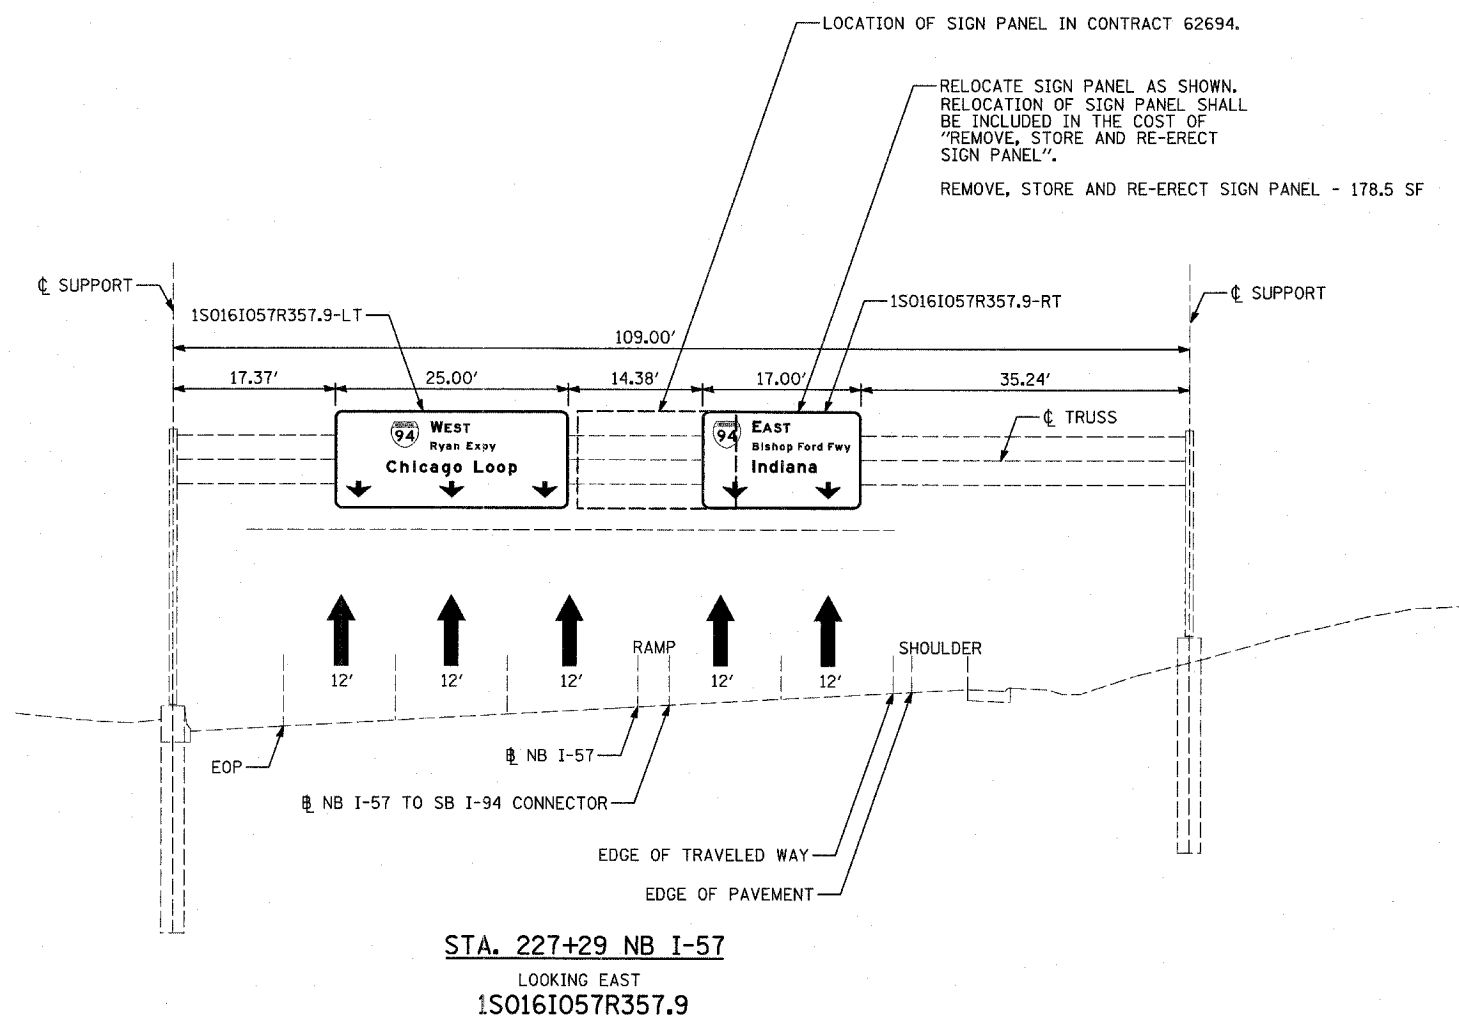 LOCATION OF SIGN PANEL IN CONTRACT 62694.
RELOCATE SIGN PANEL AS SHOWN.
RELOCATION OF SIGN PANEL SHALL
BE INCLUDED IN THE COST OF
"REMOVE, STORE AND RE-ERECT
SIGN PANEL".
REMOVE, STORE AND RE-ERECT SIGN PANEL - 178.5 SF
℄ SUPPORT
℄ SUPPORT
1S016I057R357.9-LT
1S016I057R357.9-RT
109.00'
17.37'
25.00'
14.38'
17.00'
35.24'
94
WEST
Ryan Expy
Chicago Loop
94
EAST
Bishop Ford Fwy
Indiana
℄ TRUSS
RAMP
SHOULDER
12'
12'
12'
12'
12'
EOP
BL NB I-57
BL NB I-57 TO SB I-94 CONNECTOR
EDGE OF TRAVELED WAY
EDGE OF PAVEMENT
STA. 227+29 NB I-57
LOOKING EAST
1S016I057R357.9